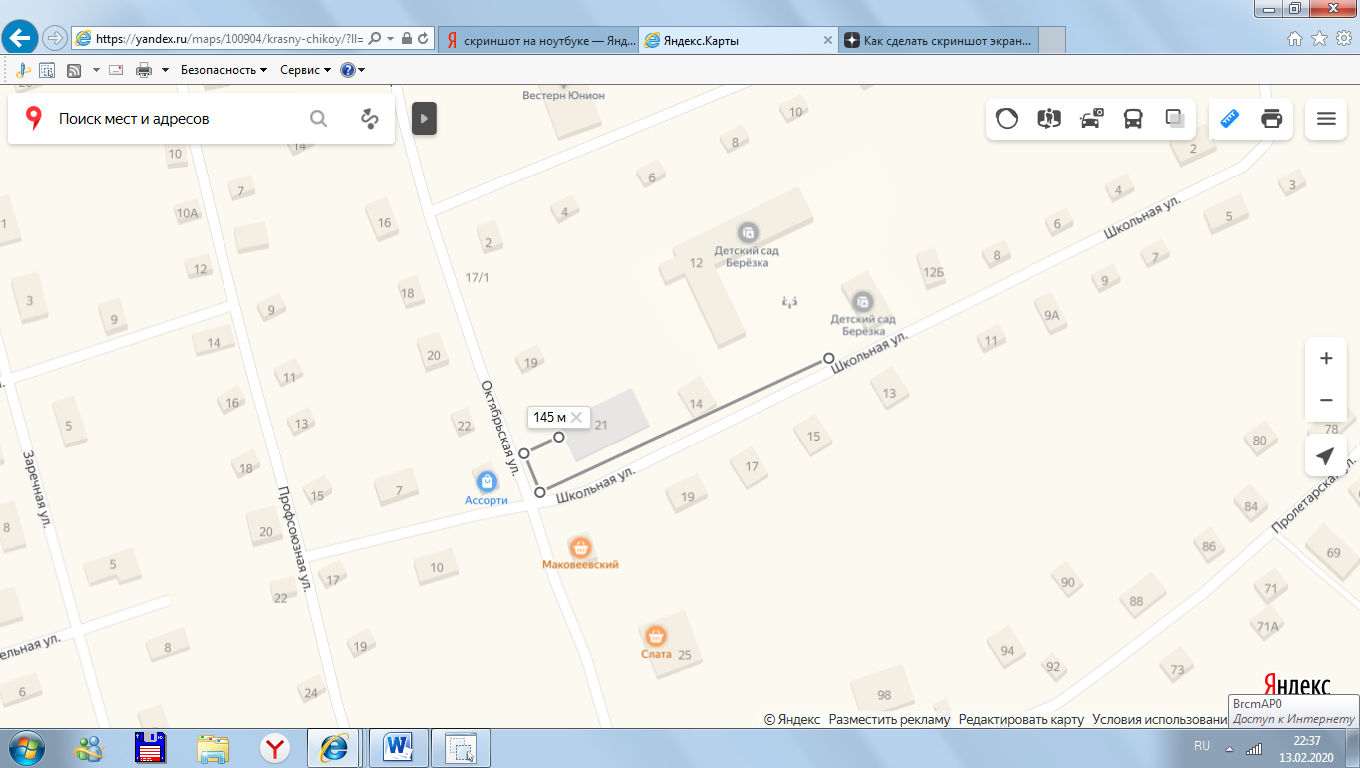 https://yandex.ru/maps/100904/krasny-chikoy/?ll=
скриншот на ноутбуке — Янд...
Яндекс.Карты
Как сделать скриншот экран...
Безопасность
Сервис
Поиск мест и адресов
Вестерн Юнион
10
8
6
4
2
17/1
2
10
14
7
10А
16
1
12
18
3
9
9
14
20
19
11
16
13
22
5
18
15
7
20
8
5
17
22
10
8
19
6
24
12
Детский сад
Берёзка
Детский сад
Берёзка
12Б
8
6
4
3
5
7
9
9А
11
13
14
15
17
19
21
145 м
Октябрьская ул.
Школьная ул.
Школьная ул.
Школьная ул.
Заречная ул.
Профсоюзная ул.
ельная ул.
Ассорти
Маковеевский
Слата
25
78
80
84
86
69
Пролетарская ул.
90
88
71
71А
94
92
73
98
Яндекс
© Яндекс
Разместить рекламу
Редактировать карту
Условия использовани
BrcmAP0
Доступ к Интернету
RU
22:37
13.02.2020